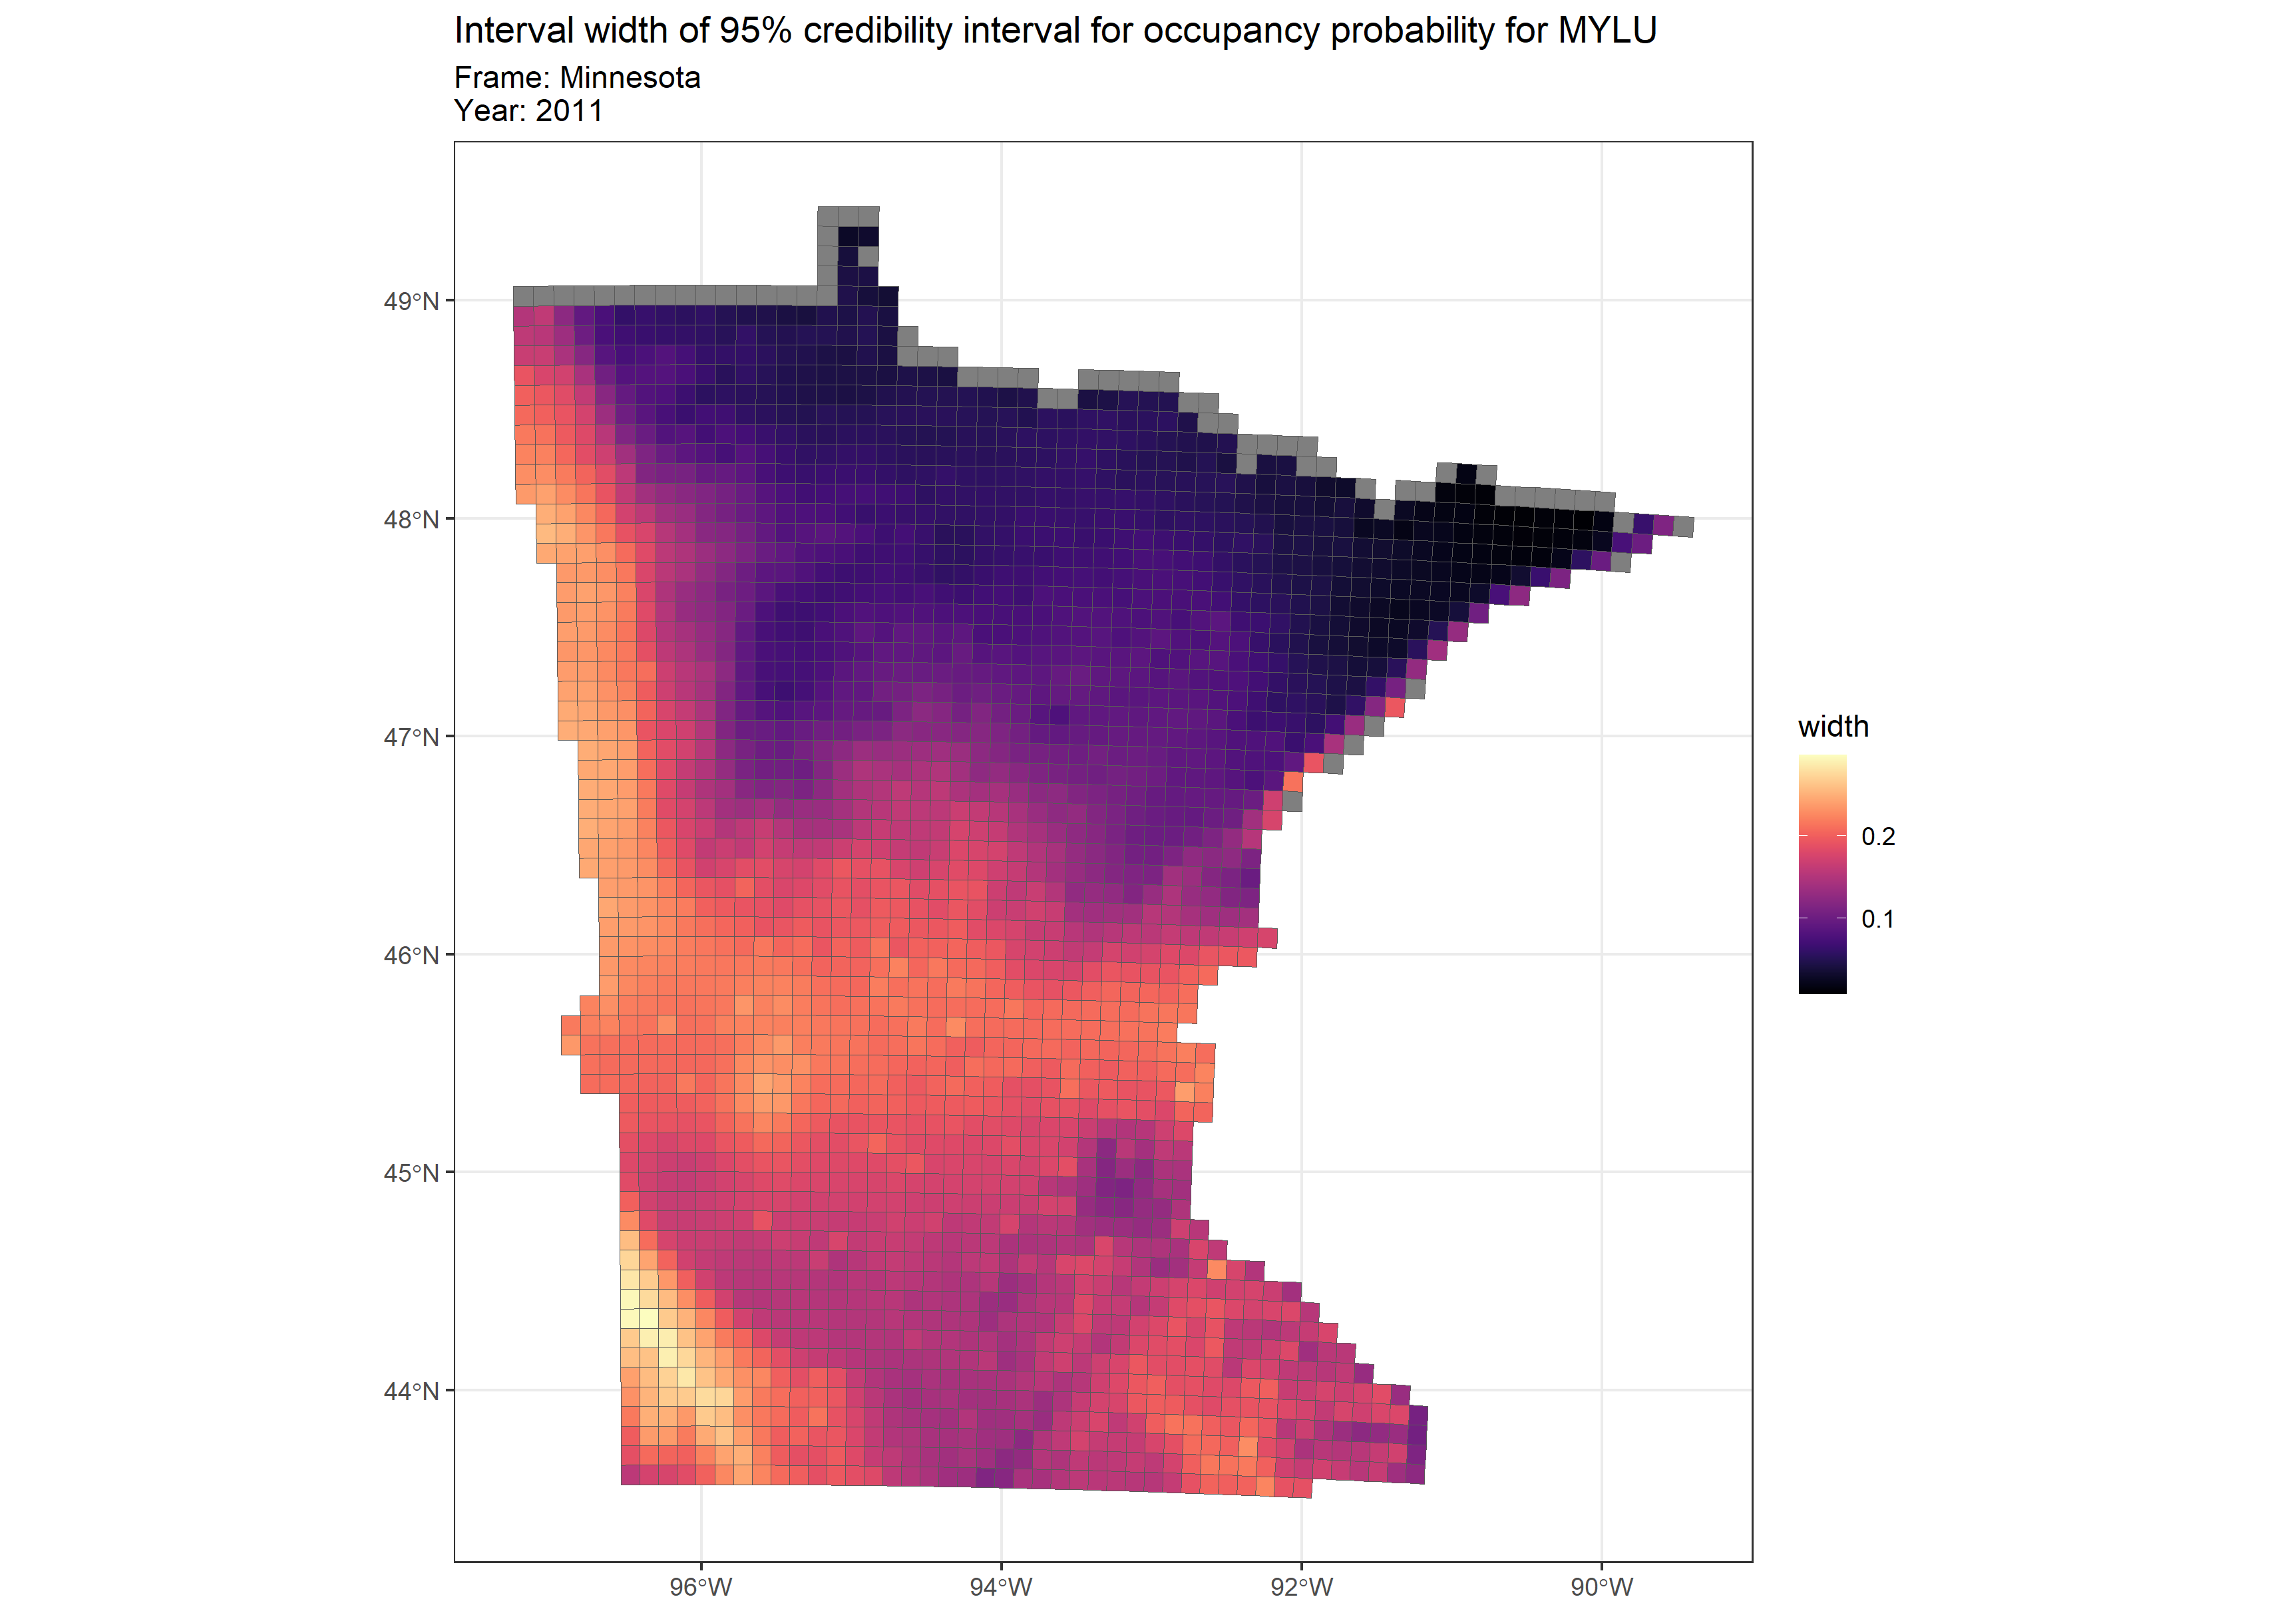 Interval width of 95% credibility interval for occupancy probability for MYLU
Frame: Minnesota
Year: 2011
49°N
48°N
47°N
46°N
45°N
44°N
96°W
94°W
92°W
90°W
width
0.2
0.1